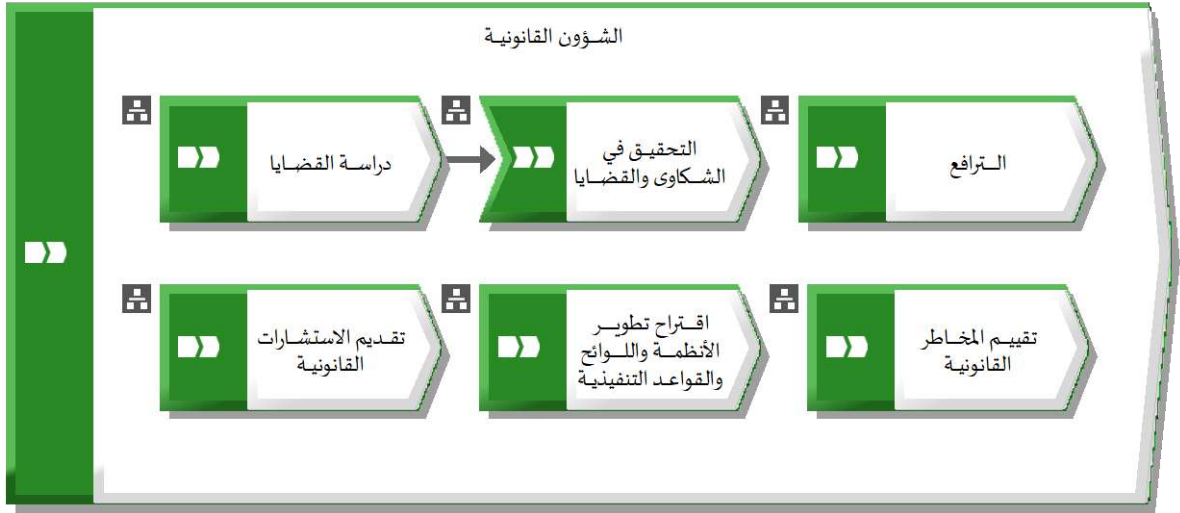 الشؤون القانونية
دراسة القضايا
التحقيق في
الشكاوى والقضايا
الترافع
تقديم الاستشارات
القانونية
اقتراح تطوير
الأنظمة واللوائح
والقواعد التنفيذية
تقييم المخاطر
القانونية